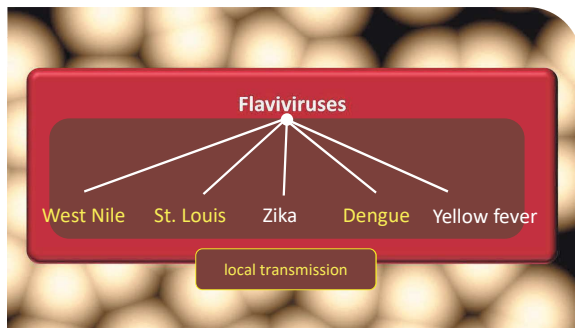 Flaviviruses
West Nile St. Louis Zika Dengue Yellow fever
local transmission